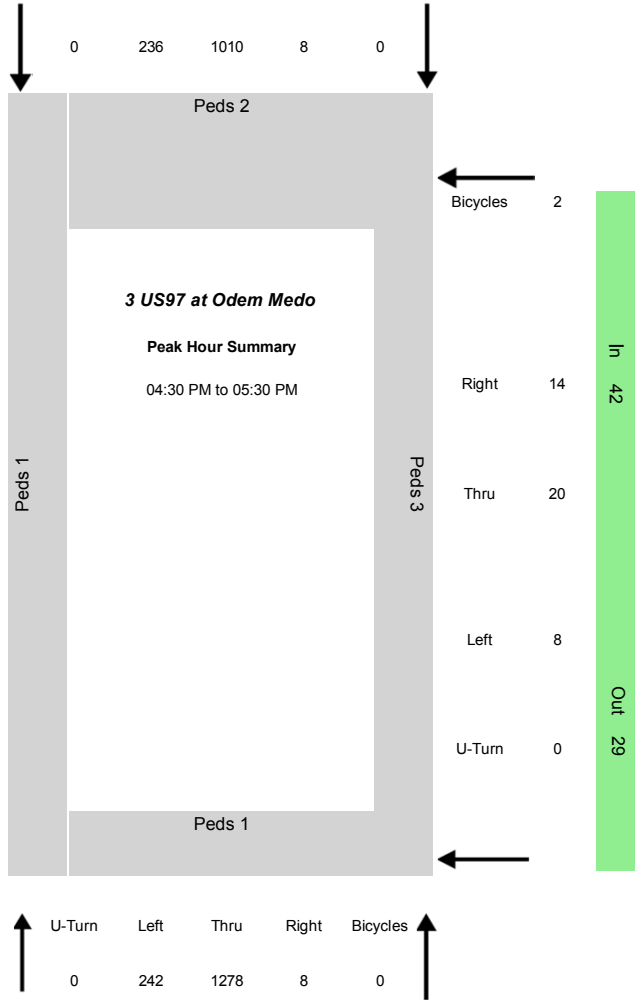 0 236 1010 8 0
Peds 2
Bicycles 2
3 US97 at Odem Medo
Peak Hour Summary
04:30 PM to 05:30 PM
In 42
Right 14
Peds 1
Peds 3
Thru 20
Left 8
Out 29
U-Turn 0
Peds 1
U-Turn Left Thru Right Bicycles
0 242 1278 8 0